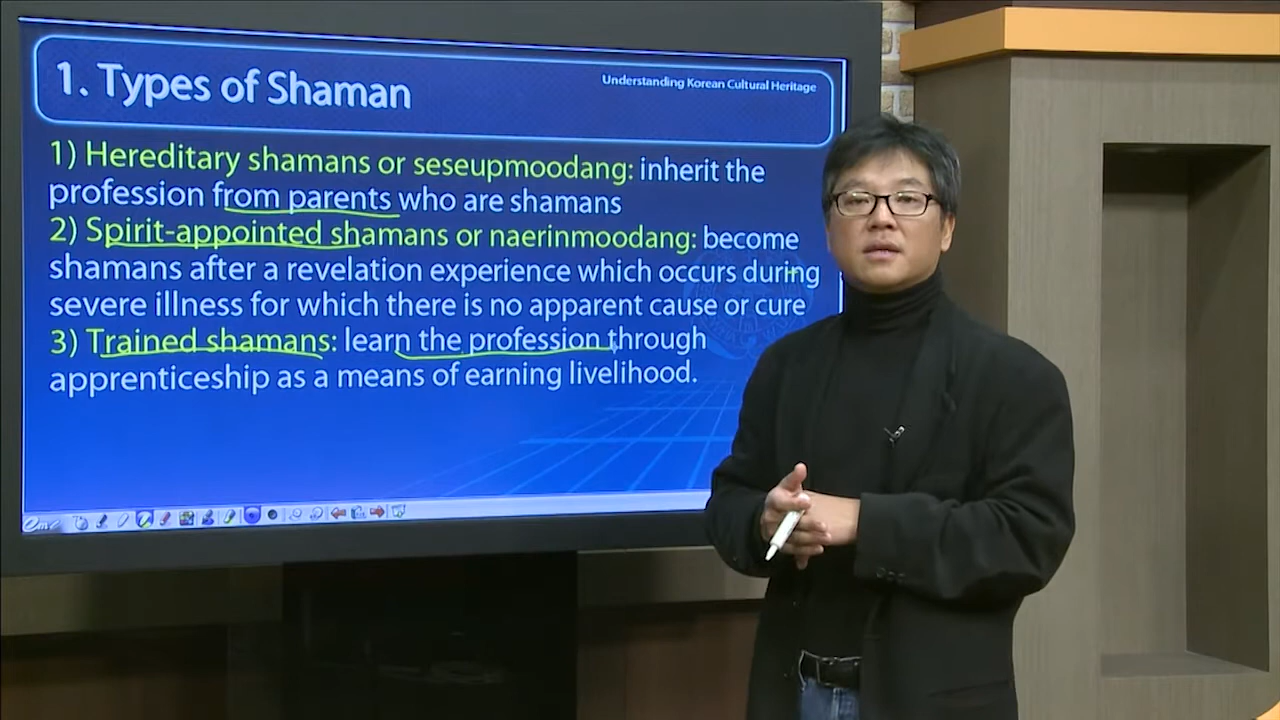 1. Types of Shaman
Understanding Korean Cultural Heritage
1) Hereditary shamans or seseupmoodang: inherit the
profession from parents who are shamans
2) Spirit-appointed shamans or naerinmoodang: become
shamans after a revelation experience which occurs during
severe illness for which there is no apparent cause or cure
3) Trained shamans: learn the profession through
apprenticeship as a means of earning livelihood.